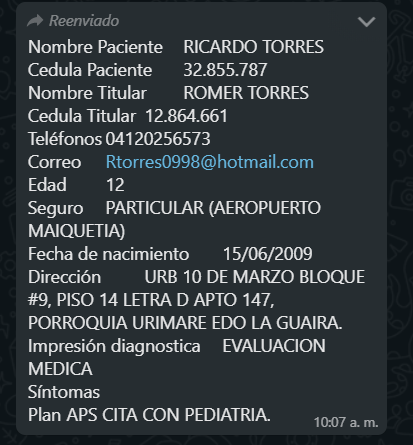 Reenviado
Nombre Paciente RICARDO TORRES
Cedula Paciente 32.855.787
Nombre Titular ROMER TORRES
Cedula Titular 12.864.661
Teléfonos 04120256573
Correo Rtorres0998@hotmail.com
Edad 12
Seguro PARTICULAR (AEROPUERTO
MAIQUETIA)
Fecha de nacimiento 15/06/2009
Dirección URB 10 DE MARZO BLOQUE
#9, PISO 14 LETRA D APTO 147,
PORROQUIA URIMARE EDO LA GUAIRA.
Impresión diagnostica EVALUACION
MEDICA
Síntomas
Plan APS CITA CON PEDIATRIA.
10:07 a. m.